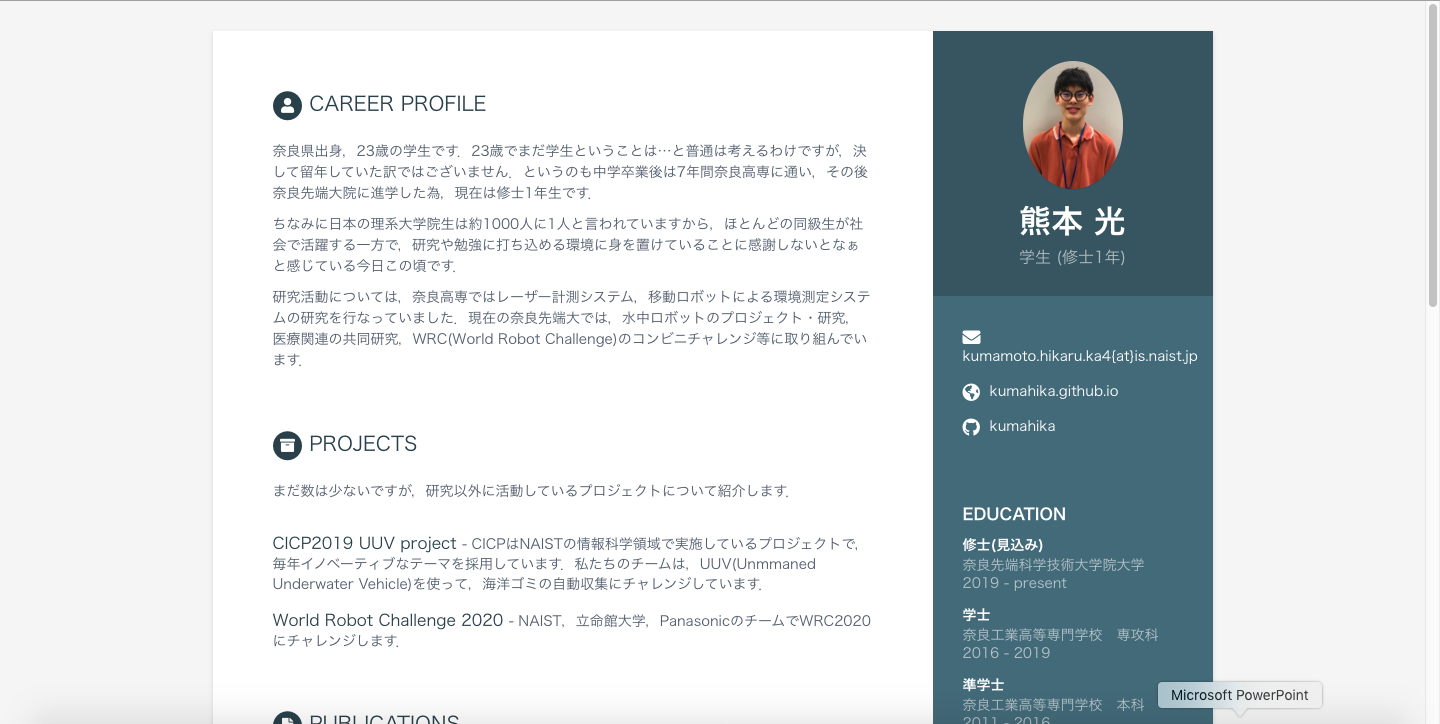 CAREER PROFILE
奈良県出身，23歳の学生です．23歳でまだ学生ということは…と普通は考えるわけですが，決
して留年していた訳ではございません．というのも中学卒業後は7年間奈良高専に通い，その後
奈良先端大院に進学した為，現在は修士1年生です．
ちなみに日本の理系大学院生は約1000人に1人と言われていますから，ほとんどの同級生が社
会で活躍する一方で，研究や勉強に打ち込める環境に身を置けていることに感謝しないとなぁ
と感じている今日この頃です．
研究活動については，奈良高専ではレーザー計測システム，移動ロボットによる環境測定システ
ムの研究を行なっていました．現在の奈良先端大では，水中ロボットのプロジェクト・研究，
医療関連の共同研究，WRC(World Robot Challenge)のコンビニチャレンジ等に取り組んでい
ます．
PROJECTS
まだ数は少ないですが，研究以外に活動しているプロジェクトについて紹介します．
CICP2019 UUV project - CICPはNAISTの情報科学領域で実施しているプロジェクトで，
毎年イノベーティブなテーマを採用しています．私たちのチームは，UUV(Unmmaned
Underwater Vehicle)を使って，海洋ゴミの自動収集にチャレンジしています．
World Robot Challenge 2020 - NAIST，立命館大学，PanasonicのチームでWRC2020
にチャレンジします．
PUBLICATIONS
熊本 光
学生 (修士1年)
kumamoto.hikaru.ka4{at}is.naist.jp
kumahika.github.io
kumahika
EDUCATION
修士(見込み)
奈良先端科学技術大学院大学
2019 - present
学士
奈良工業高等専門学校　専攻科
2016 - 2019
準学士
奈良工業高等専門学校　本科
2011 - 2016
Microsoft PowerPoint